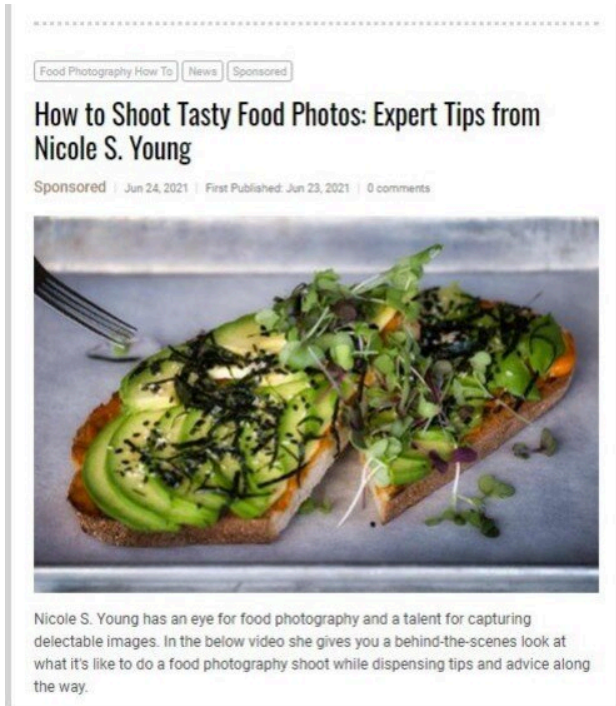 Food Photography How To News Sponsored
How to Shoot Tasty Food Photos: Expert Tips from
Nicole S. Young
Sponsored | Jun 24, 2021 | First Published: Jun 23, 2021 | 0 comments
Nicole S. Young has an eye for food photography and a talent for capturing
delectable images. In the below video she gives you a behind-the-scenes look at
what it's like to do a food photography shoot while dispensing tips and advice along
the way.